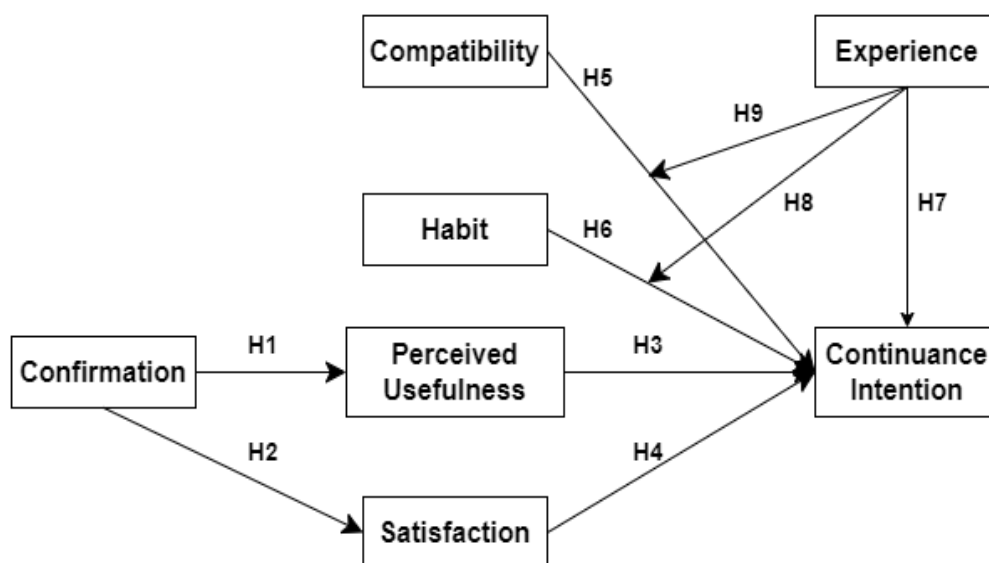 Compatibility
Experience
H5
H9
Habit
H6
H8
H7
Confirmation
H1
Perceived
Usefulness
H3
Continuance
Intention
H2
H4
Satisfaction